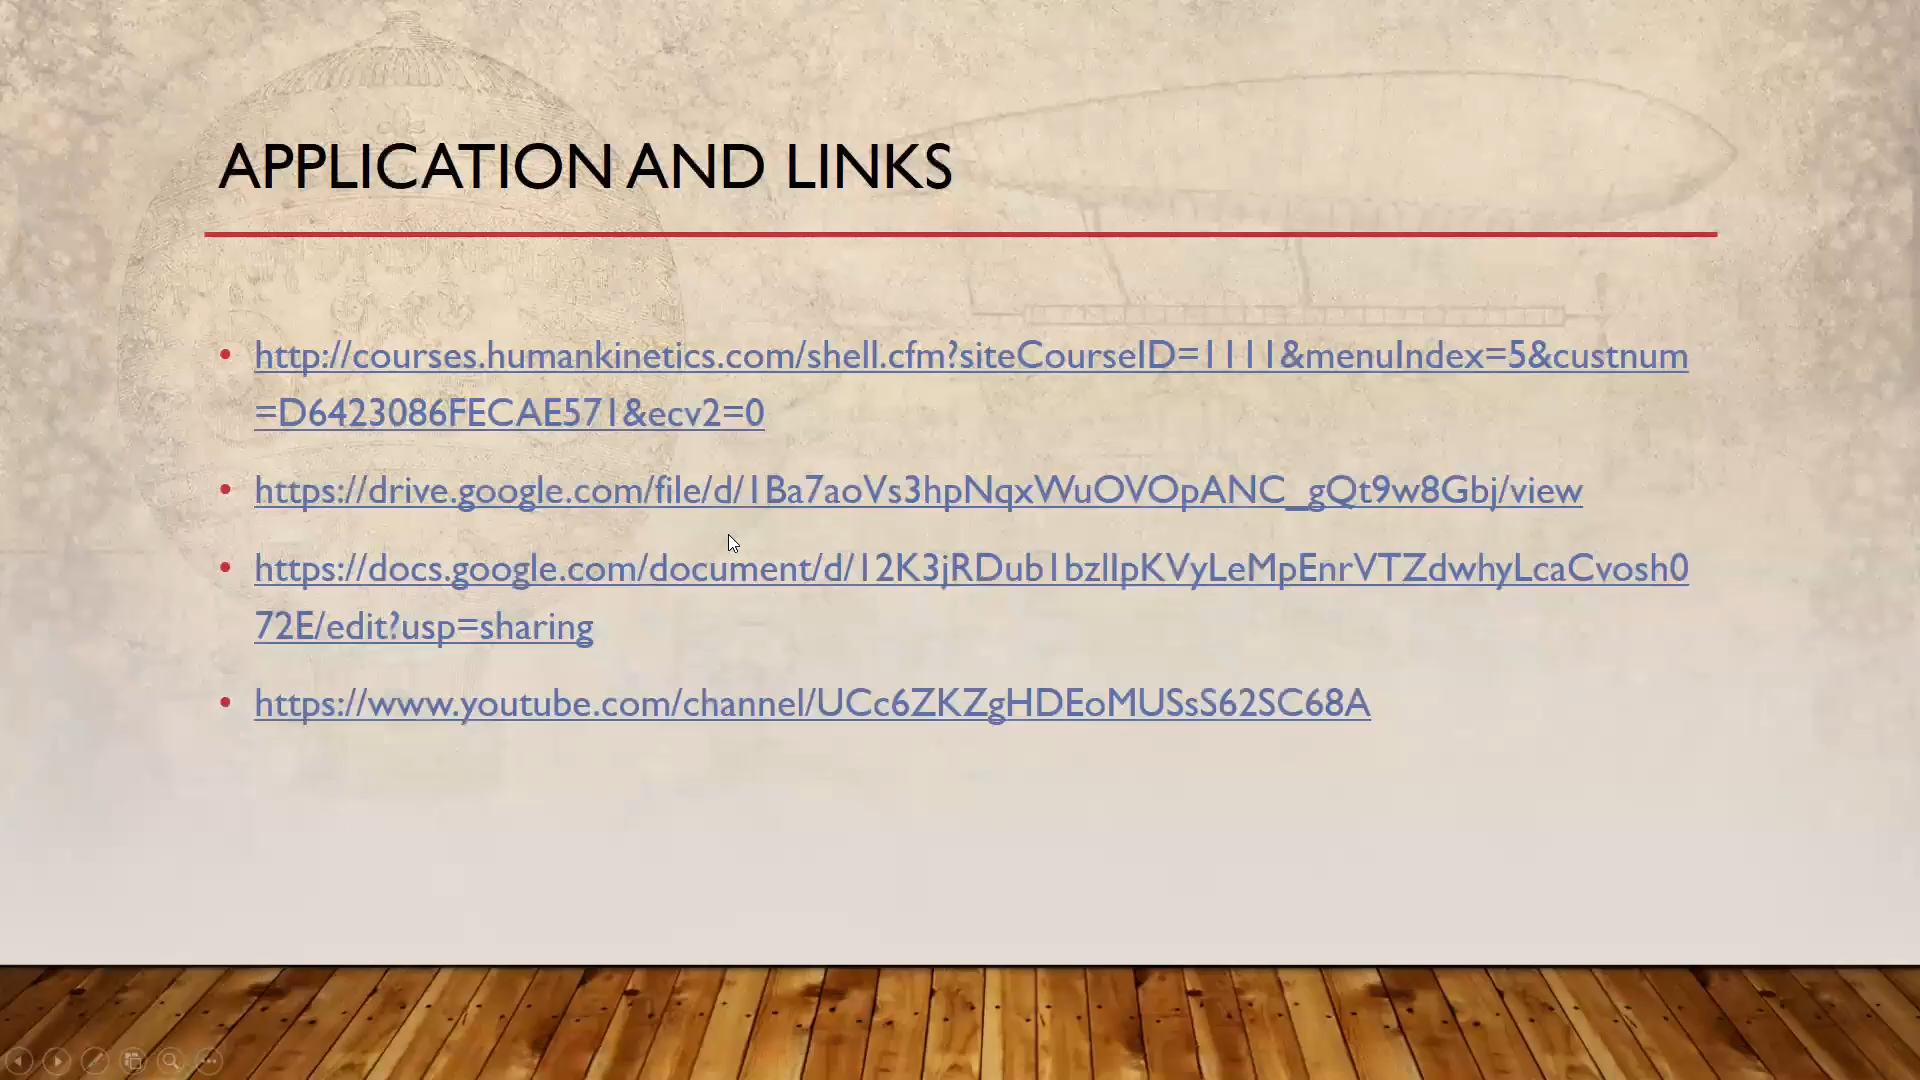 APPLICATION AND LINKS
• http://courses.humankinetics.com/shell.cfm?siteCourseID=1111&menuIndex=5&custnum
=D6423086FECAE571&ecv2=0
• https://drive.google.com/file/d/1Ba7aoVs3hpNqxWuOVOpANC_gQt9w8Gbj/view
• https://docs.google.com/document/d/12K3jRDub1bzllpKVyLeMpEnrVTZdwhyLcaCvosh0
72E/edit?usp=sharing
• https://www.youtube.com/channel/UCc6ZKZgHDEoMUSsS62SC68A